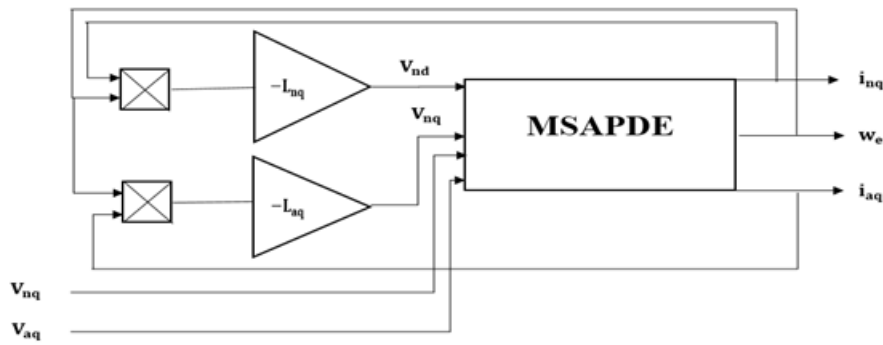 −Lnq
Vnd
Vnq
MSAPDE
inq
we
−Laq
iaq
Vnq
Vaq